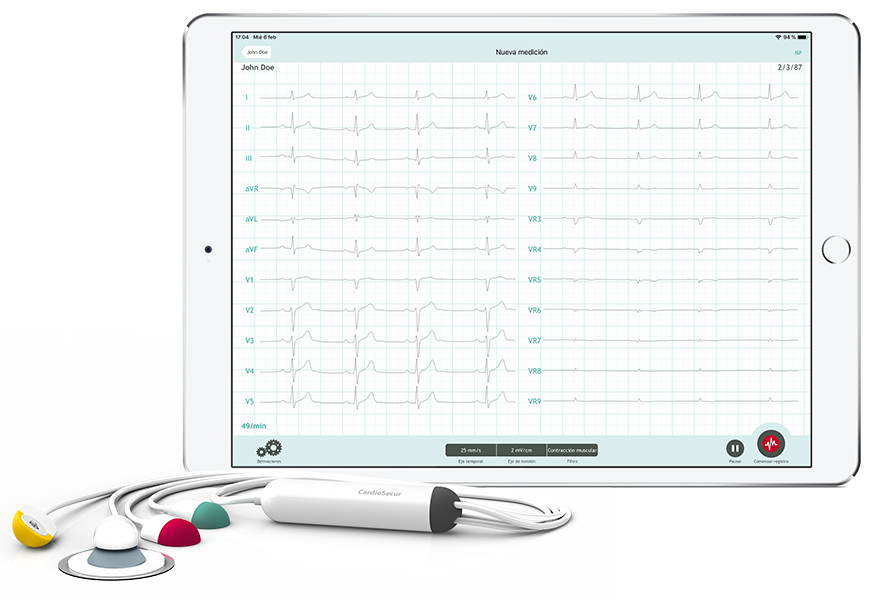 17:04 Mié 6 feb
94 %
John Doe
Nueva medición
ISP
John Doe
2/3/87
I
II
III
aVR
aVL
aVF
V1
V2
V3
V4
V5
V6
V7
V8
V9
VR3
VR4
VR5
VR6
VR7
VR8
VR9
49/min
25 mm/s
2 mV/cm
Contracción muscular
Derivaciones
Eje temporal
Eje de tensión
Filtro
Pausar
Comenzar registro
CardioSecur